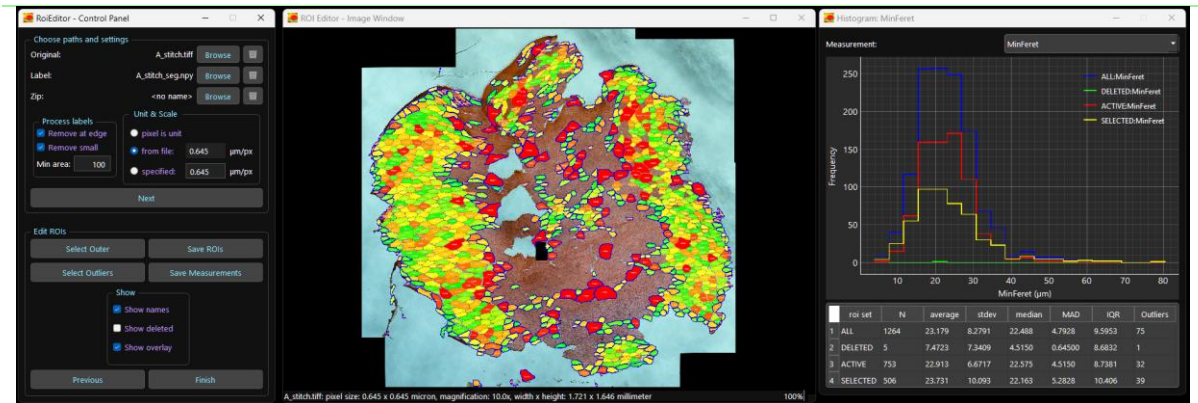 RoiEditor - Control Panel
Choose paths and settings
Original: A_stitch.tiff Browse
Label: A_stitch_seg.npy Browse
Zip: <no name> Browse
Process labels
Remove at edge
Remove small
Min area: 100
Unit & Scale
pixel is unit
from file: 0.645 µm/px
specified: 0.645 µm/px
Next
Edit ROIs
Select Outer Save ROIs
Select Outliers Save Measurements
Show
Show names
Show deleted
Show overlay
Previous Finish
ROI Editor - Image Window
A_stitch.tiff: pixel size: 0.645 x 0.645 micron, magnification: 10.0x, width x height: 1.721 x 1.646 millimeter 100%
Histogram: MinFeret
Measurement: MinFeret
ALL:MinFeret
DELETED:MinFeret
ACTIVE:MinFeret
SELECTED:MinFeret
Frequency
250
200
150
100
50
0
10 20 30 40 50 60 70 80
MinFeret (µm)
roi set N average stdev median MAD IQR Outliers
1 ALL 1264 23.179 8.2791 22.488 4.7928 9.5953 75
2 DELETED 5 7.4723 7.3409 4.5150 0.64500 8.6832 1
3 ACTIVE 753 22.913 6.6717 22.575 4.5150 8.7381 32
4 SELECTED 506 23.731 10.093 22.163 5.2828 10.406 39